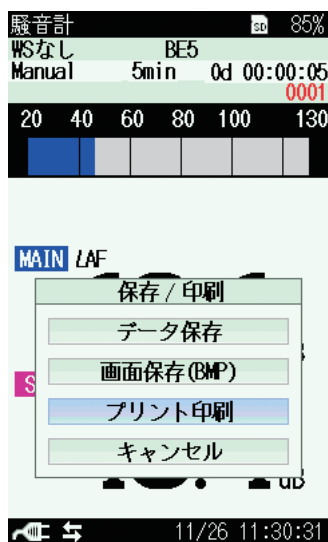 騒音計 SD 85%
WSなし BE5
Manual 5min 0d 00:00:05
0001
20 40 60 80 100 130
MAIN LAF
保存 / 印刷
データ保存
画面保存(BMP)
S
プリント印刷
キャンセル
dB
11/26 11:30:31